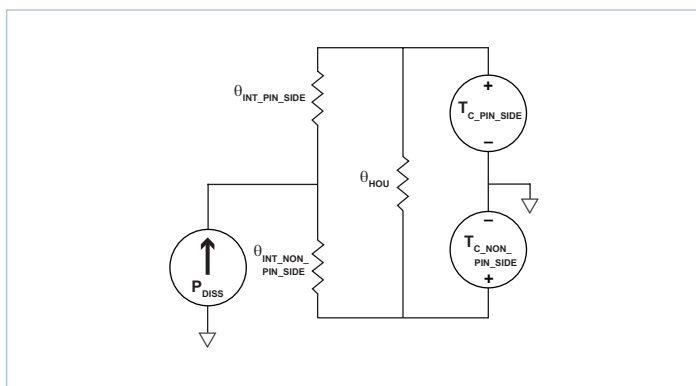 θINT_PIN_SIDE
+
TC_PIN_SIDE
–
θHOU
–
θINT_NON_
PIN_SIDE
TC_NON_
PIN_SIDE
+
PDISS